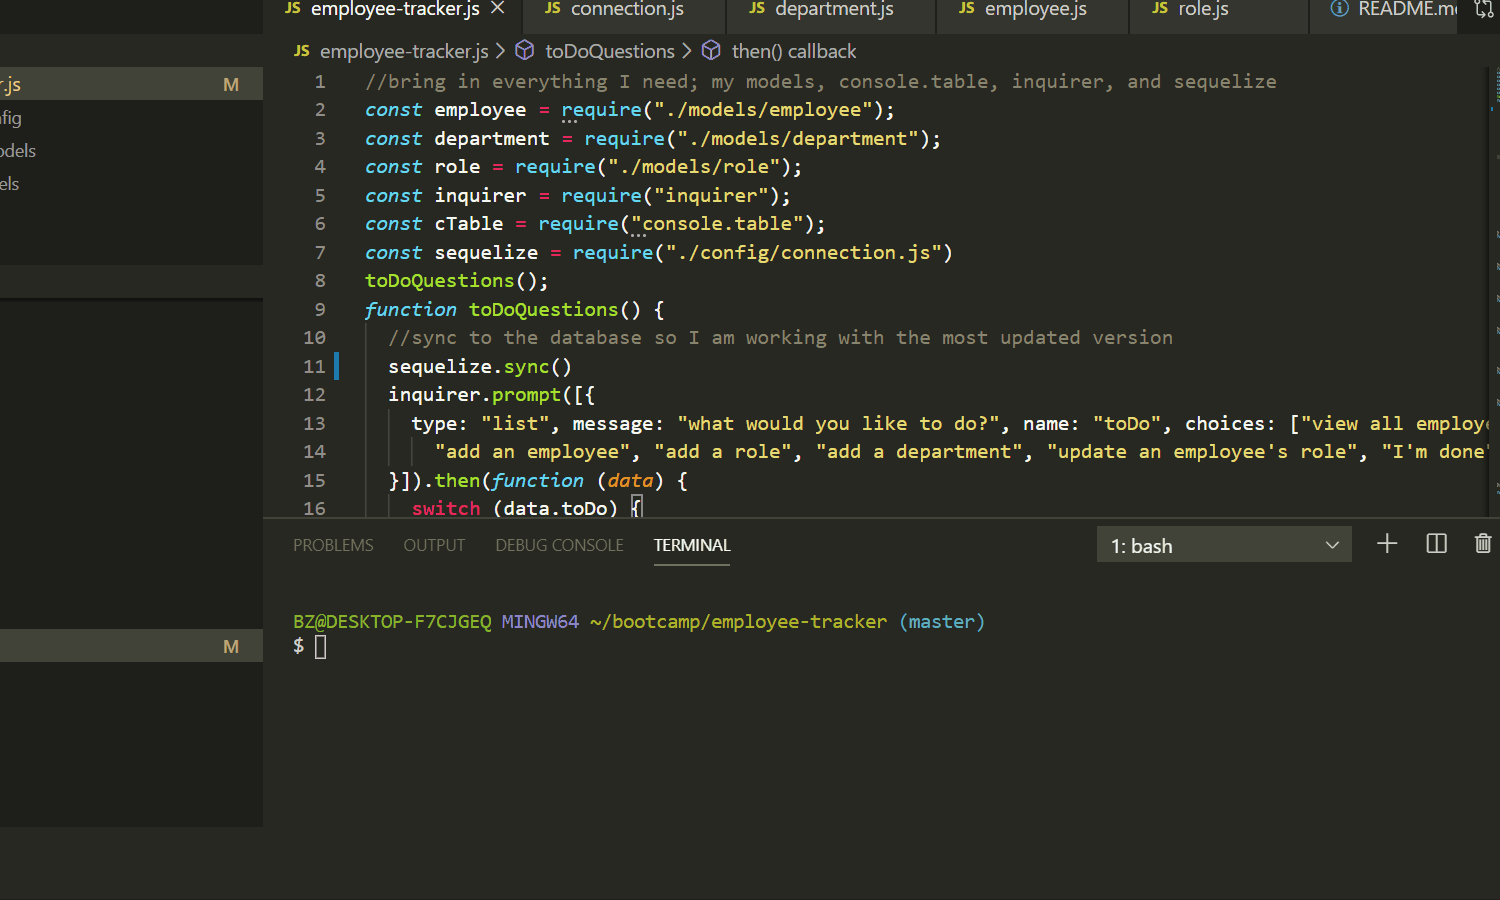 JS employee-tracker.js
JS connection.js
JS department.js
JS employee.js
JS role.js
README.m
JS employee-tracker.js > toDoQuestions > then() callback
r.js M
fig
odels
els
M
1 //bring in everything I need; my models, console.table, inquirer, and sequelize
2 const employee = require("./models/employee");
3 const department = require("./models/department");
4 const role = require("./models/role");
5 const inquirer = require("inquirer");
6 const cTable = require("console.table");
7 const sequelize = require("./config/connection.js")
8 toDoQuestions();
9 function toDoQuestions() {
10 //sync to the database so I am working with the most updated version
11 sequelize.sync()
12 inquirer.prompt([{
13 type: "list", message: "what would you like to do?", name: "toDo", choices: ["view all employe
14 "add an employee", "add a role", "add a department", "update an employee's role", "I'm done"
15 }]).then(function (data) {
16 switch (data.toDo) {
PROBLEMS OUTPUT DEBUG CONSOLE TERMINAL 1: bash
BZ@DESKTOP-F7CJGEQ MINGW64 ~/bootcamp/employee-tracker (master)
$